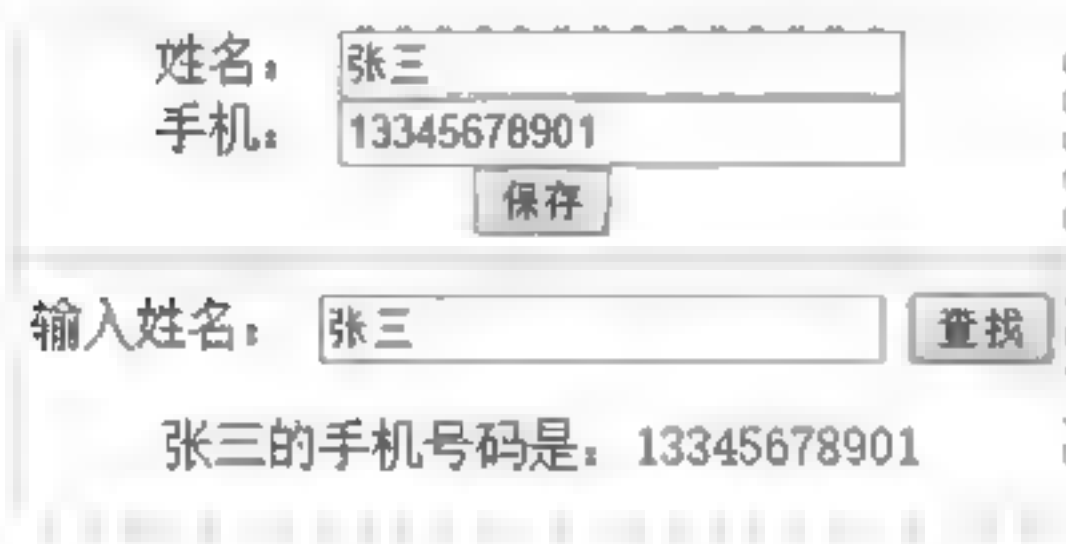 姓名: 张三
手机: 13345678901
保存
输入姓名: 张三 查找
张三的手机号码是: 13345678901